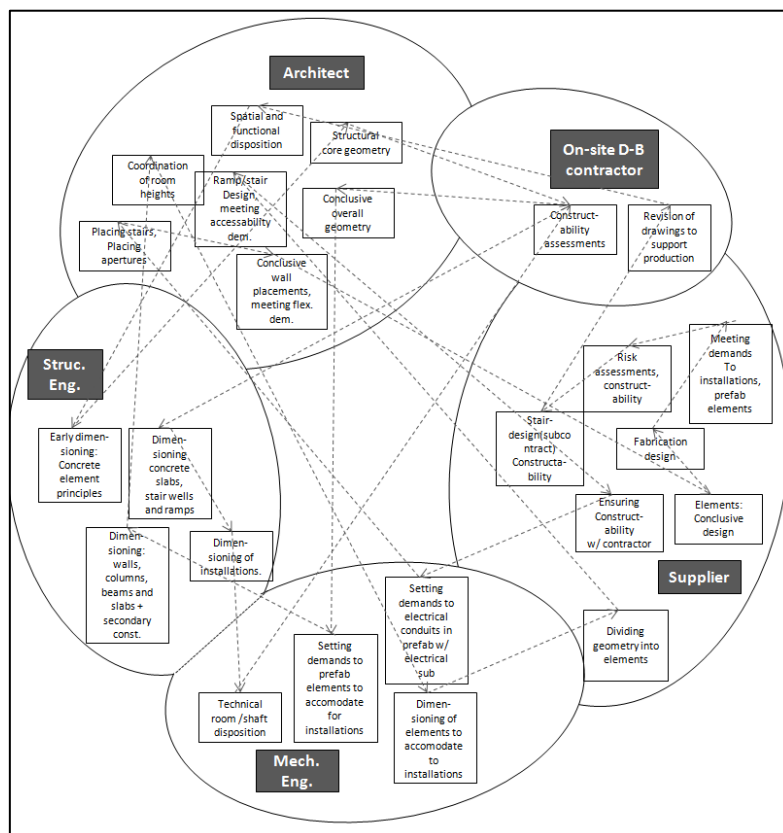 Architect
Spatial and
functional
disposition
Structural
core geometry
Coordination
of room
heights
Ramp/stair
Design
meeting
accessability
dem.
Conclusive
overall
geometry
Placing stairs,
Placing
apertures
Conclusive
wall
placements,
meeting flex.
dem.
On-site D-B
contractor
Construct-
ability
assessments
Revision of
drawings to
support
production
Struc.
Eng.
Early dimen-
sioning:
Concrete
element
principles
Dimen-
sioning
concrete
slabs,
stair wells
and ramps
Dimen-
sioning:
walls,
columns,
beams and
slabs +
secondary
const.
Dimen-
sioning of
installations.
Risk
assessments,
construct-
ability
Meeting
demands
To
installations,
prefab
elements
Stair-
design(subco
ntract)
Constructa-
bility
Fabrication
design
Ensuring
Construct-
ability
w/ contractor
Elements:
Conclusive
design
Supplier
Dividing
geometry into
elements
Setting
demands to
electrical
conduits in
prefab w/
electrical
sub
Setting
demands to
prefab
elements to
accomodate
for
installations
Technical
room /shaft
disposition
Dimen-
sioning of
elements to
accomodate
to
installations
Mech.
Eng.